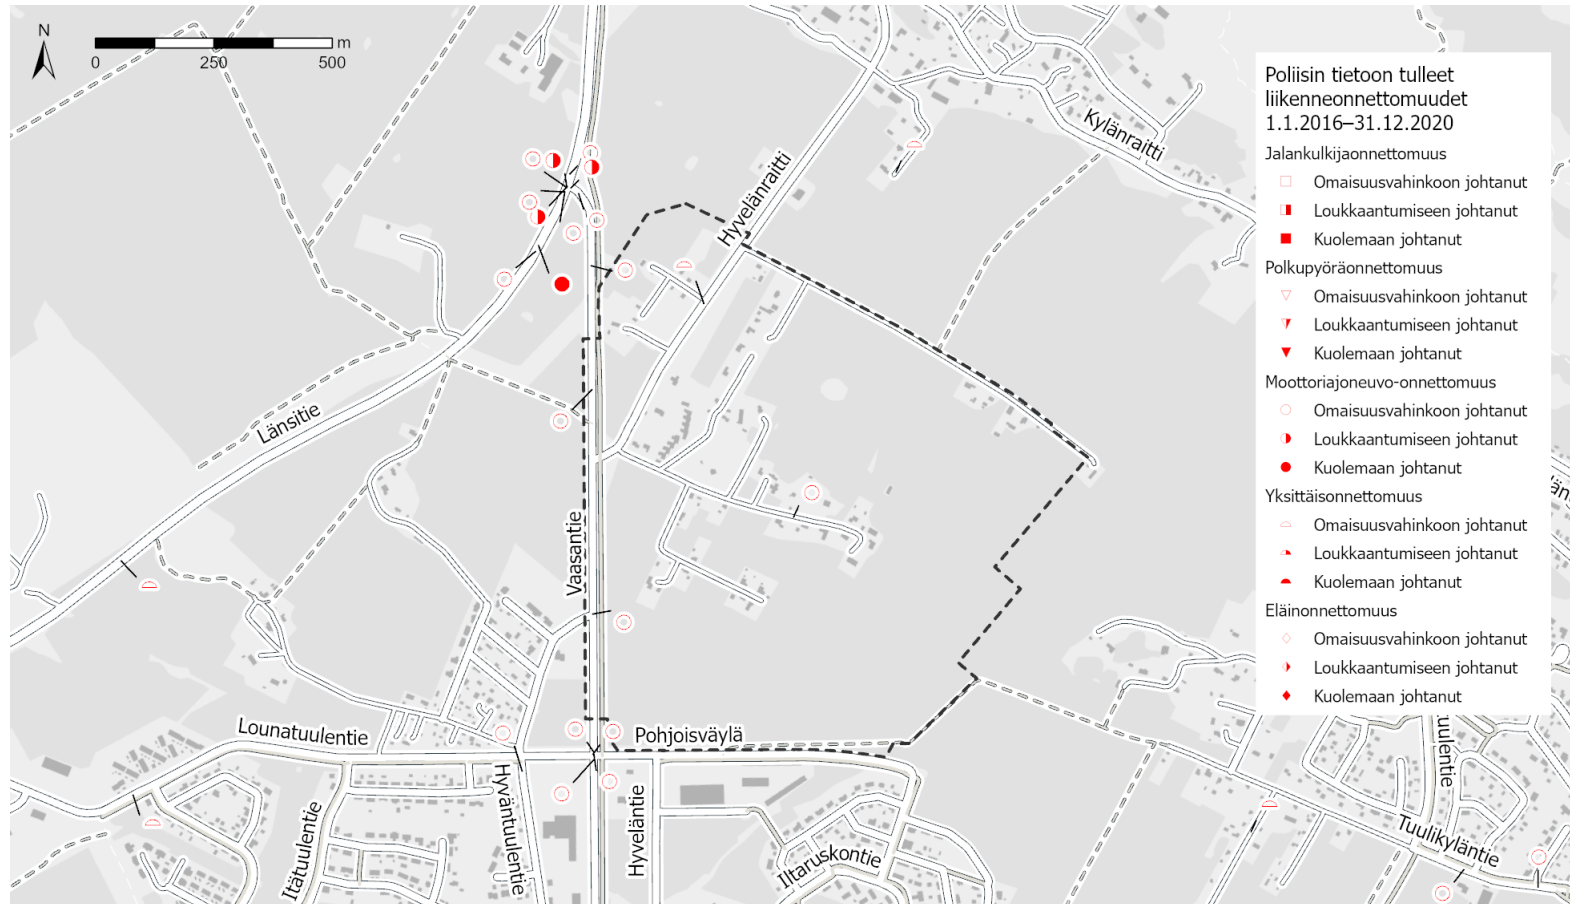 N
m
0 250 500
Poliisin tietoon tulleet
liikenneonnettomuudet
1.1.2016–31.12.2020
Jalankulkijaonnettomuus
Omaisuusvahinkoon johtanut
Loukkaantumiseen johtanut
Kuolemaan johtanut
Polkupyöräonnettomuus
Omaisuusvahinkoon johtanut
Loukkaantumiseen johtanut
Kuolemaan johtanut
Moottoriajoneuvo-onnettomuus
Omaisuusvahinkoon johtanut
Loukkaantumiseen johtanut
Kuolemaan johtanut
Yksittäisonnettomuus
Omaisuusvahinkoon johtanut
Loukkaantumiseen johtanut
Kuolemaan johtanut
Eläinonnettomuus
Omaisuusvahinkoon johtanut
Loukkaantumiseen johtanut
Kuolemaan johtanut
Kylänraitti
Hyvelänraitti
Länsitie
Vaasantie
Lounatuulentie
Pohjoisväylä
Itätuulentie
Hyväntuulentie
Hyveläntie
Iltaruskontie
Tuulikyläntie
uulentie